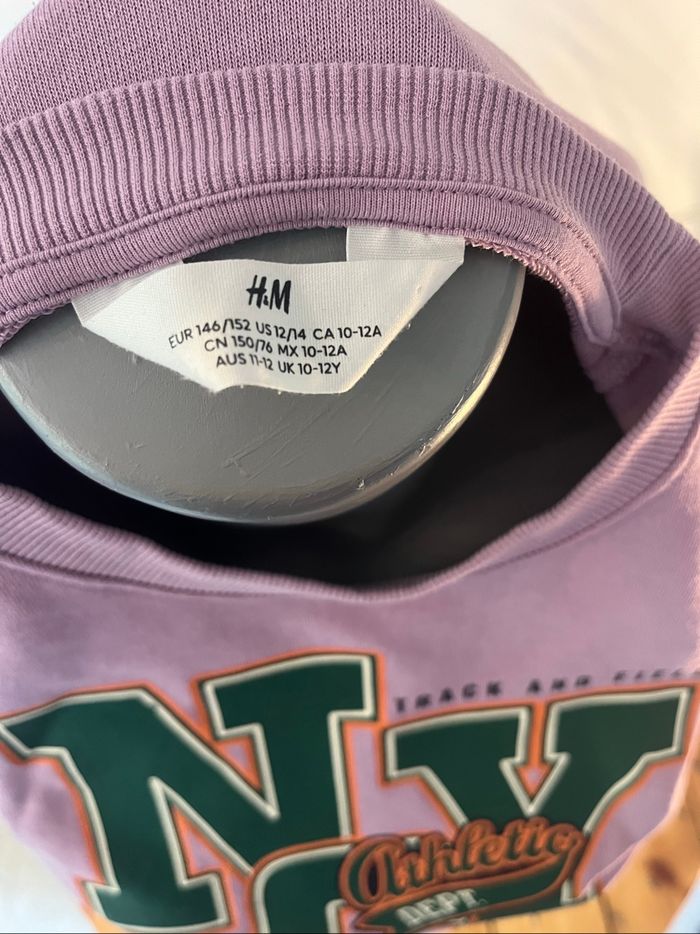 H&M
EUR 146/152 US 12/14 CA 10-12A
CN 150/76 MX 10-12A
AUS 11-12 UK 10-12Y
TRACK AND
NY
Athletic
DEPT